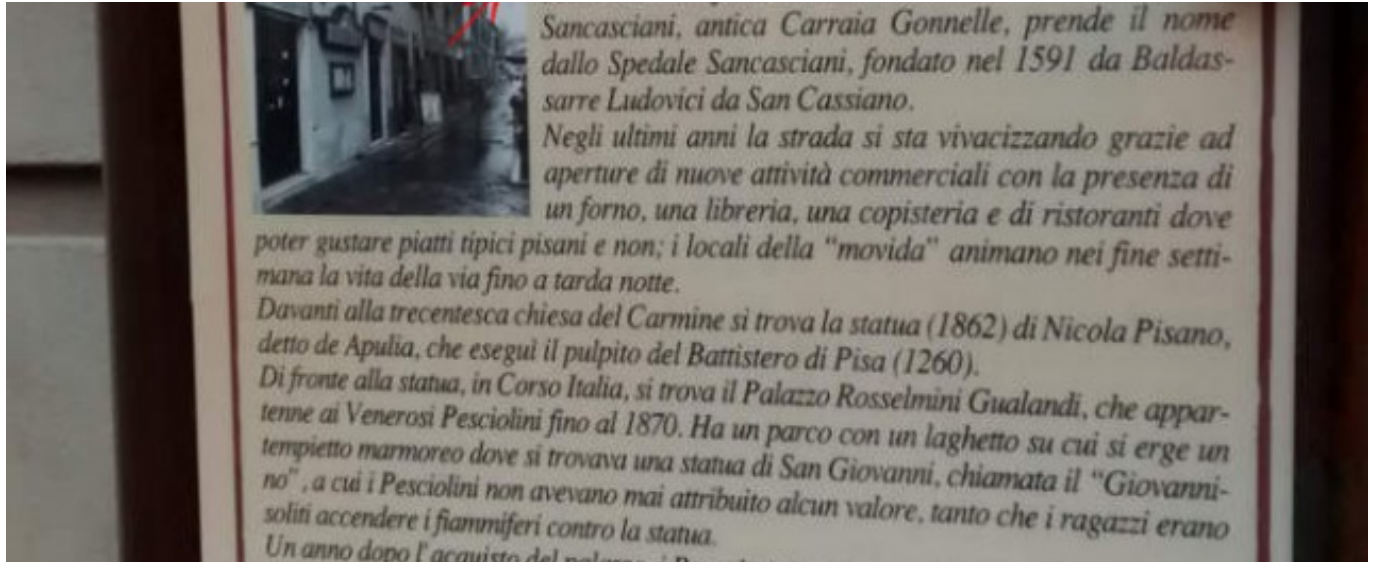 Sancasciani, antica Carraia Gonnelle, prende il nome
dallo Spedale Sancasciani, fondato nel 1591 da Baldas-
sarre Ludovici da San Cassiano.
Negli ultimi anni la strada si sta vivacizzando grazie ad
aperture di nuove attività commerciali con la presenza di
un forno, una libreria, una copisteria e di ristoranti dove
poter gustare piatti tipici pisani e non; i locali della "movida" animano nei fine setti-
mana la vita della via fino a tarda notte.
Davanti alla trecentesca chiesa del Carmine si trova la statua (1862) di Nicola Pisano,
detto de Apulia, che eseguì il pulpito del Battistero di Pisa (1260).
Di fronte alla statua, in Corso Italia, si trova il Palazzo Rosselmini Gualandi, che appar-
tenne ai Venerosi Pesciolini fino al 1870. Ha un parco con un laghetto su cui si erge un
tempietto marmoreo dove si trovava una statua di San Giovanni, chiamata il "Giovanni-
no", a cui i Pesciolini non avevano mai attribuito alcun valore, tanto che i ragazzi erano
soliti accendere i fiammiferi contro la statua.
Un anno dopo l'acquisto del